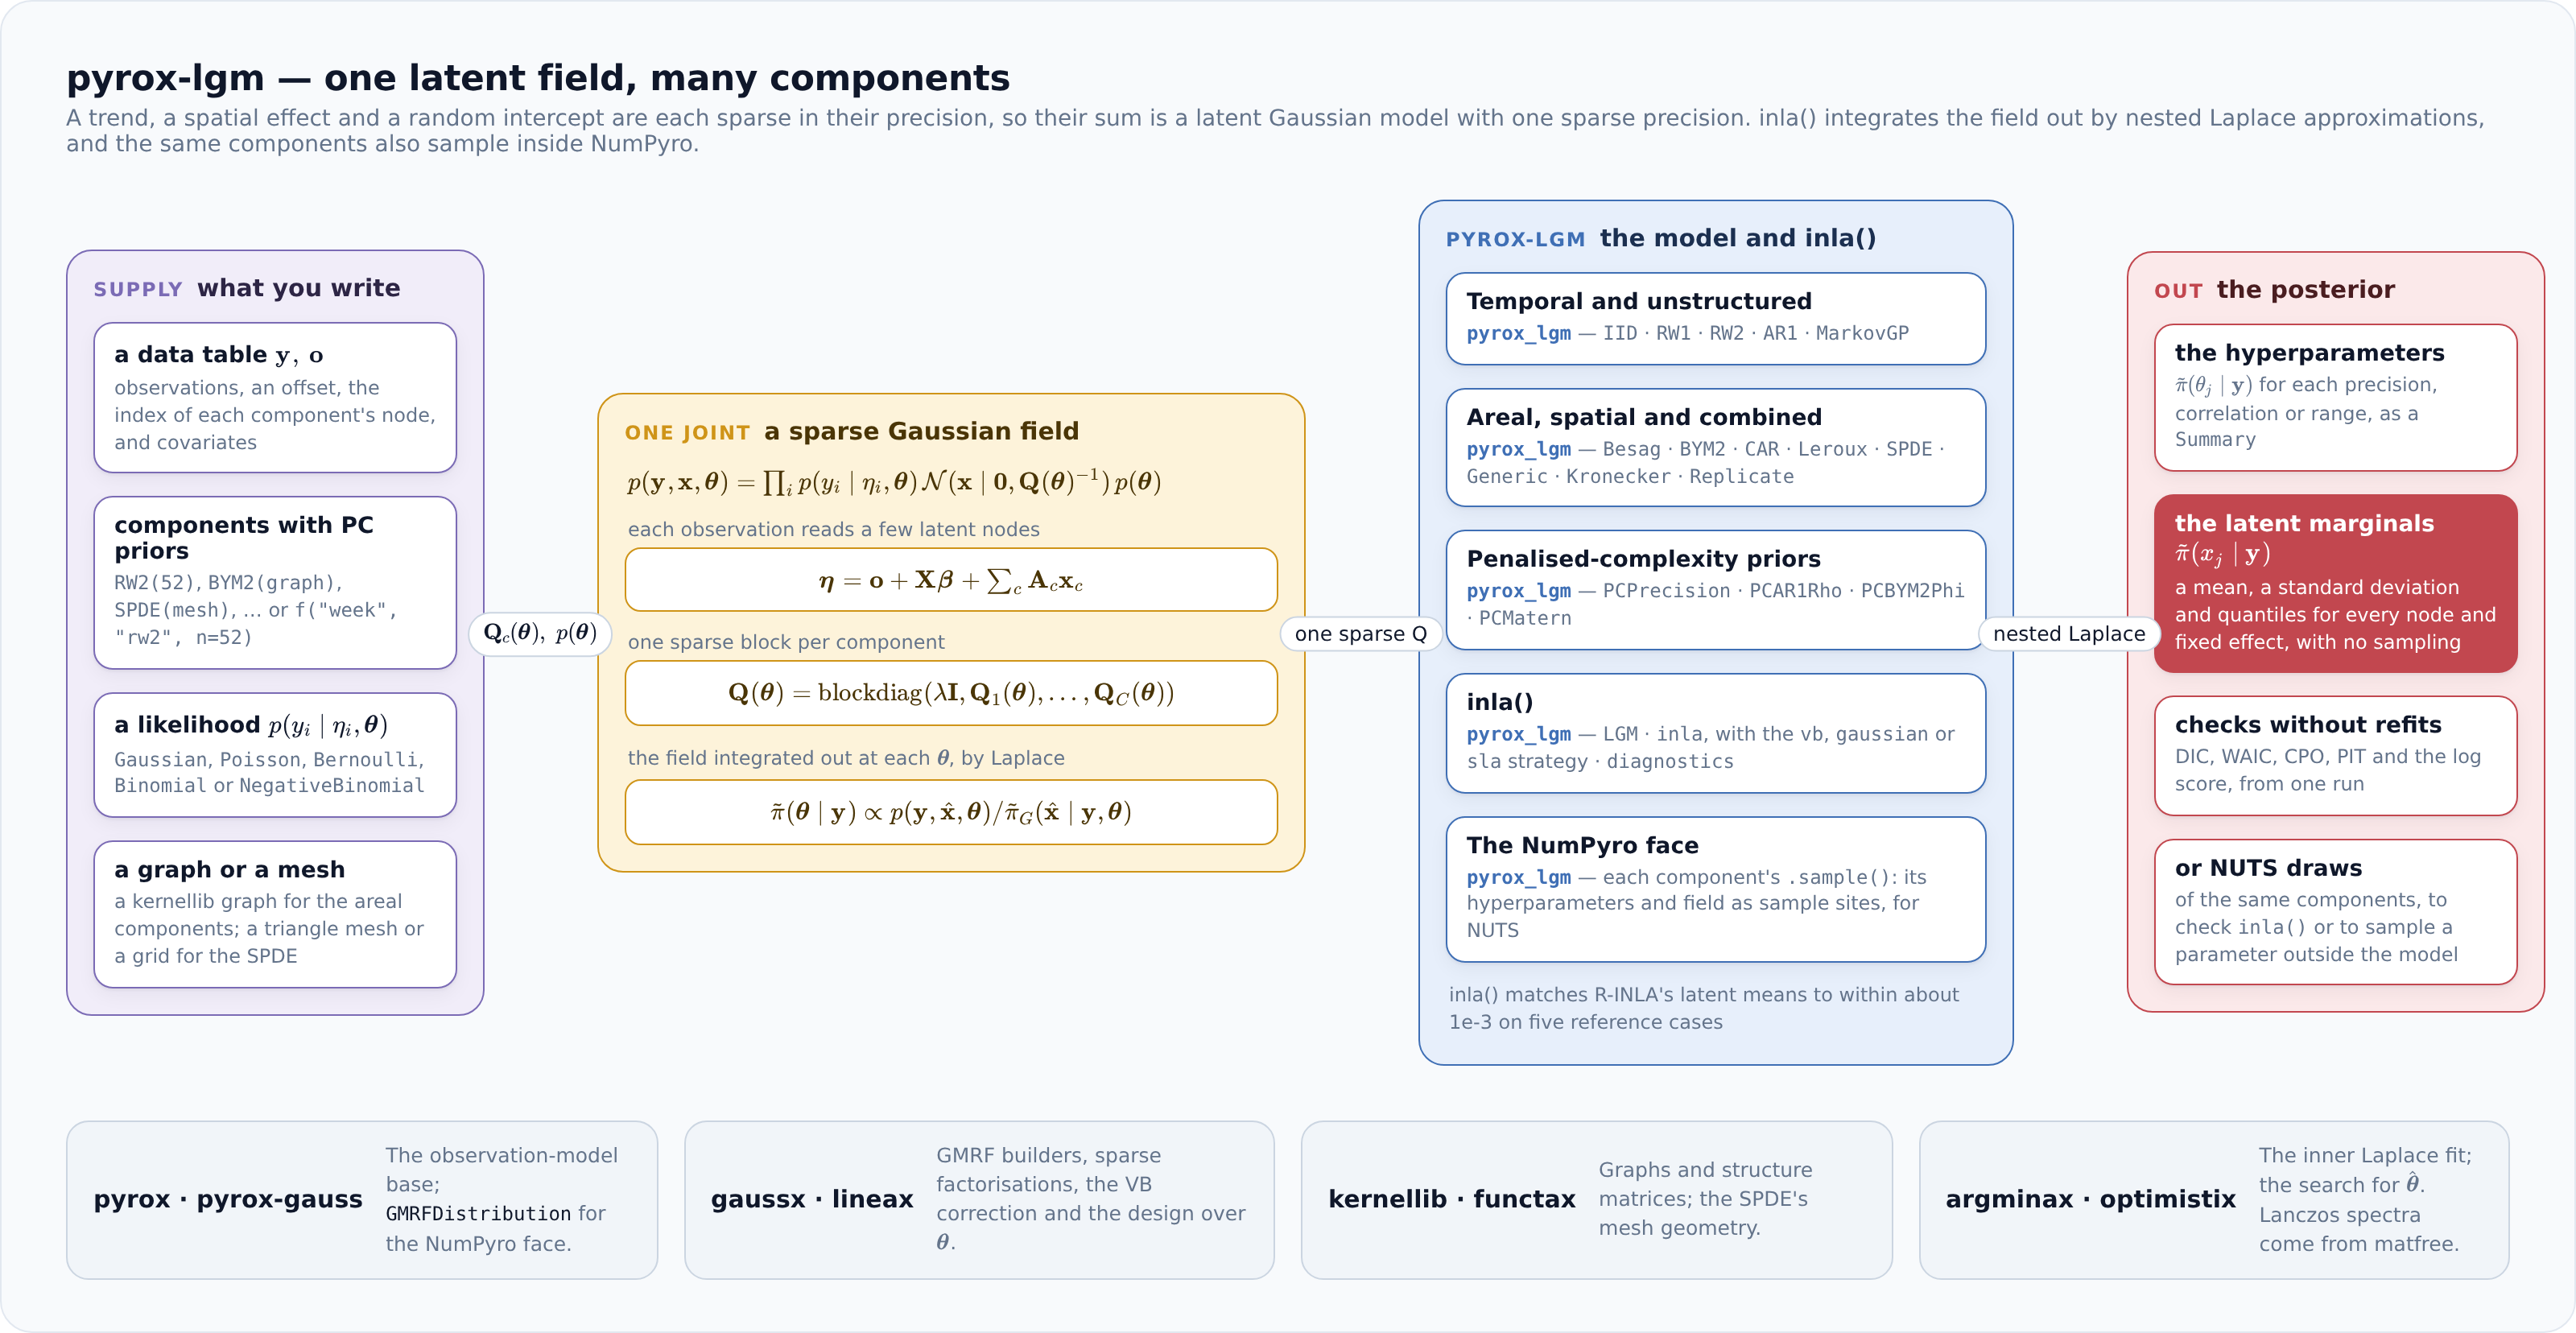 pyrox-lgm — one latent field, many components
A trend, a spatial effect and a random intercept are each sparse in their precision, so their sum is a latent Gaussian model with one sparse precision. inla() integrates the field out by nested Laplace approximations,
and the same components also sample inside NumPyro.
SUPPLY what you write
a data table y, o
observations, an offset, the
index of each component's node,
and covariates
components with PC
priors
RW2(52), BYM2(graph),
SPDE(mesh), … or f("week",
"rw2", n=52)
a likelihood p(y_i | η_i, θ)
Gaussian, Poisson, Bernoulli,
Binomial or NegativeBinomial
a graph or a mesh
a kernellib graph for the areal
components; a triangle mesh or
a grid for the SPDE
Q_c(θ), p(θ)
ONE JOINT a sparse Gaussian field
p(y, x, θ) = ∏_i p(y_i | η_i, θ) 𝒩(x | 0, Q(θ)^{-1}) p(θ)
each observation reads a few latent nodes
η = o + Xβ + ∑_c A_c x_c
one sparse block per component
Q(θ) = blockdiag(λI, Q_1(θ), …, Q_C(θ))
the field integrated out at each θ, by Laplace
π̃(θ | y) ∝ p(y, x̂, θ)/π̃_G(x̂ | y, θ)
one sparse Q
PYROX-LGM the model and inla()
Temporal and unstructured
pyrox_lgm — IID · RW1 · RW2 · AR1 · MarkovGP
Areal, spatial and combined
pyrox_lgm — Besag · BYM2 · CAR · Leroux · SPDE ·
Generic · Kronecker · Replicate
Penalised-complexity priors
pyrox_lgm — PCPrecision · PCAR1Rho · PCBYM2Phi
· PCMatern
inla()
pyrox_lgm — LGM · inla, with the vb, gaussian or
sla strategy · diagnostics
The NumPyro face
pyrox_lgm — each component's .sample(): its
hyperparameters and field as sample sites, for
NUTS
inla() matches R-INLA's latent means to within about
1e-3 on five reference cases
nested Laplace
OUT the posterior
the hyperparameters
π̃(θ_j | y) for each precision,
correlation or range, as a
Summary
the latent marginals
π̃(x_j | y)
a mean, a standard deviation
and quantiles for every node and
fixed effect, with no sampling
checks without refits
DIC, WAIC, CPO, PIT and the log
score, from one run
or NUTS draws
of the same components, to
check inla() or to sample a
parameter outside the model
pyrox · pyrox-gauss
The observation-model
base;
GMRFDistribution for
the NumPyro face.
gaussx · lineax
GMRF builders, sparse
factorisations, the VB
correction and the design over
θ.
kernellib · functax
Graphs and structure
matrices; the SPDE's
mesh geometry.
argminax · optimistix
The inner Laplace fit;
the search for θ̂.
Lanczos spectra
come from matfree.